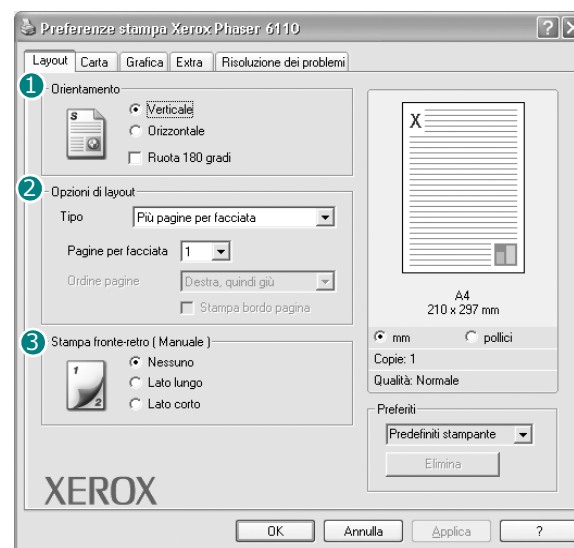 Preferenze stampa Xerox Phaser 6110
Layout Carta Grafica Extra Risoluzione dei problemi
1 Orientamento
S
Verticale
Orizzontale
Ruota 180 gradi
2 Opzioni di layout
Tipo Più pagine per facciata
Pagine per facciata 1
Ordine pagine Destra, quindi giù
Stampa bordo pagina
3 Stampa fronte-retro ( Manuale )
1
2
Nessuno
Lato lungo
Lato corto
XEROX
X
A4
210 x 297 mm
mm pollici
Copie: 1
Qualità: Normale
Preferiti
Predefiniti stampante
Elimina
OK Annulla Applica ?